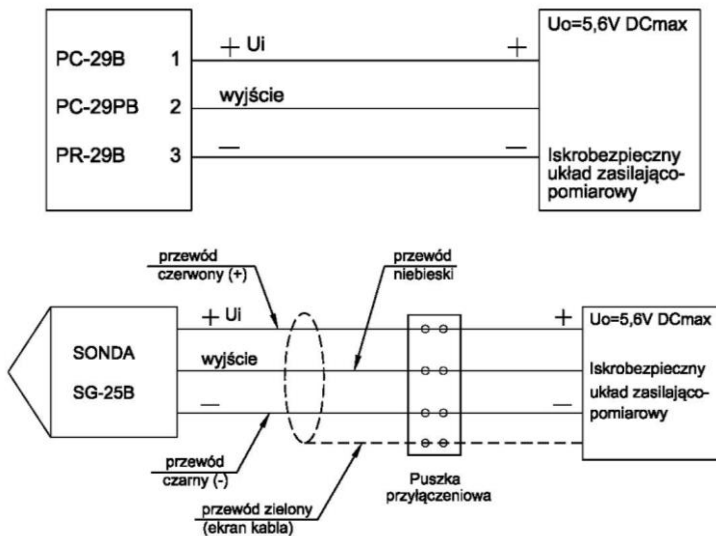 PC-29B 1
PC-29PB 2
PR-29B 3
+ Ui
wyjście
—
+
—
Uo=5,6V DCmax
Iskrobezpieczny
układ zasilająco-
pomiarowy
przewód
czerwony (+)
przewód
niebieski
SONDA
SG-25B
+ Ui
wyjście
—
+
—
Uo=5,6V DCmax
Iskrobezpieczny
układ zasilająco-
pomiarowy
przewód
czarny (-)
przewód zielony
(ekran kabla)
Puszka
przyłączeniowa